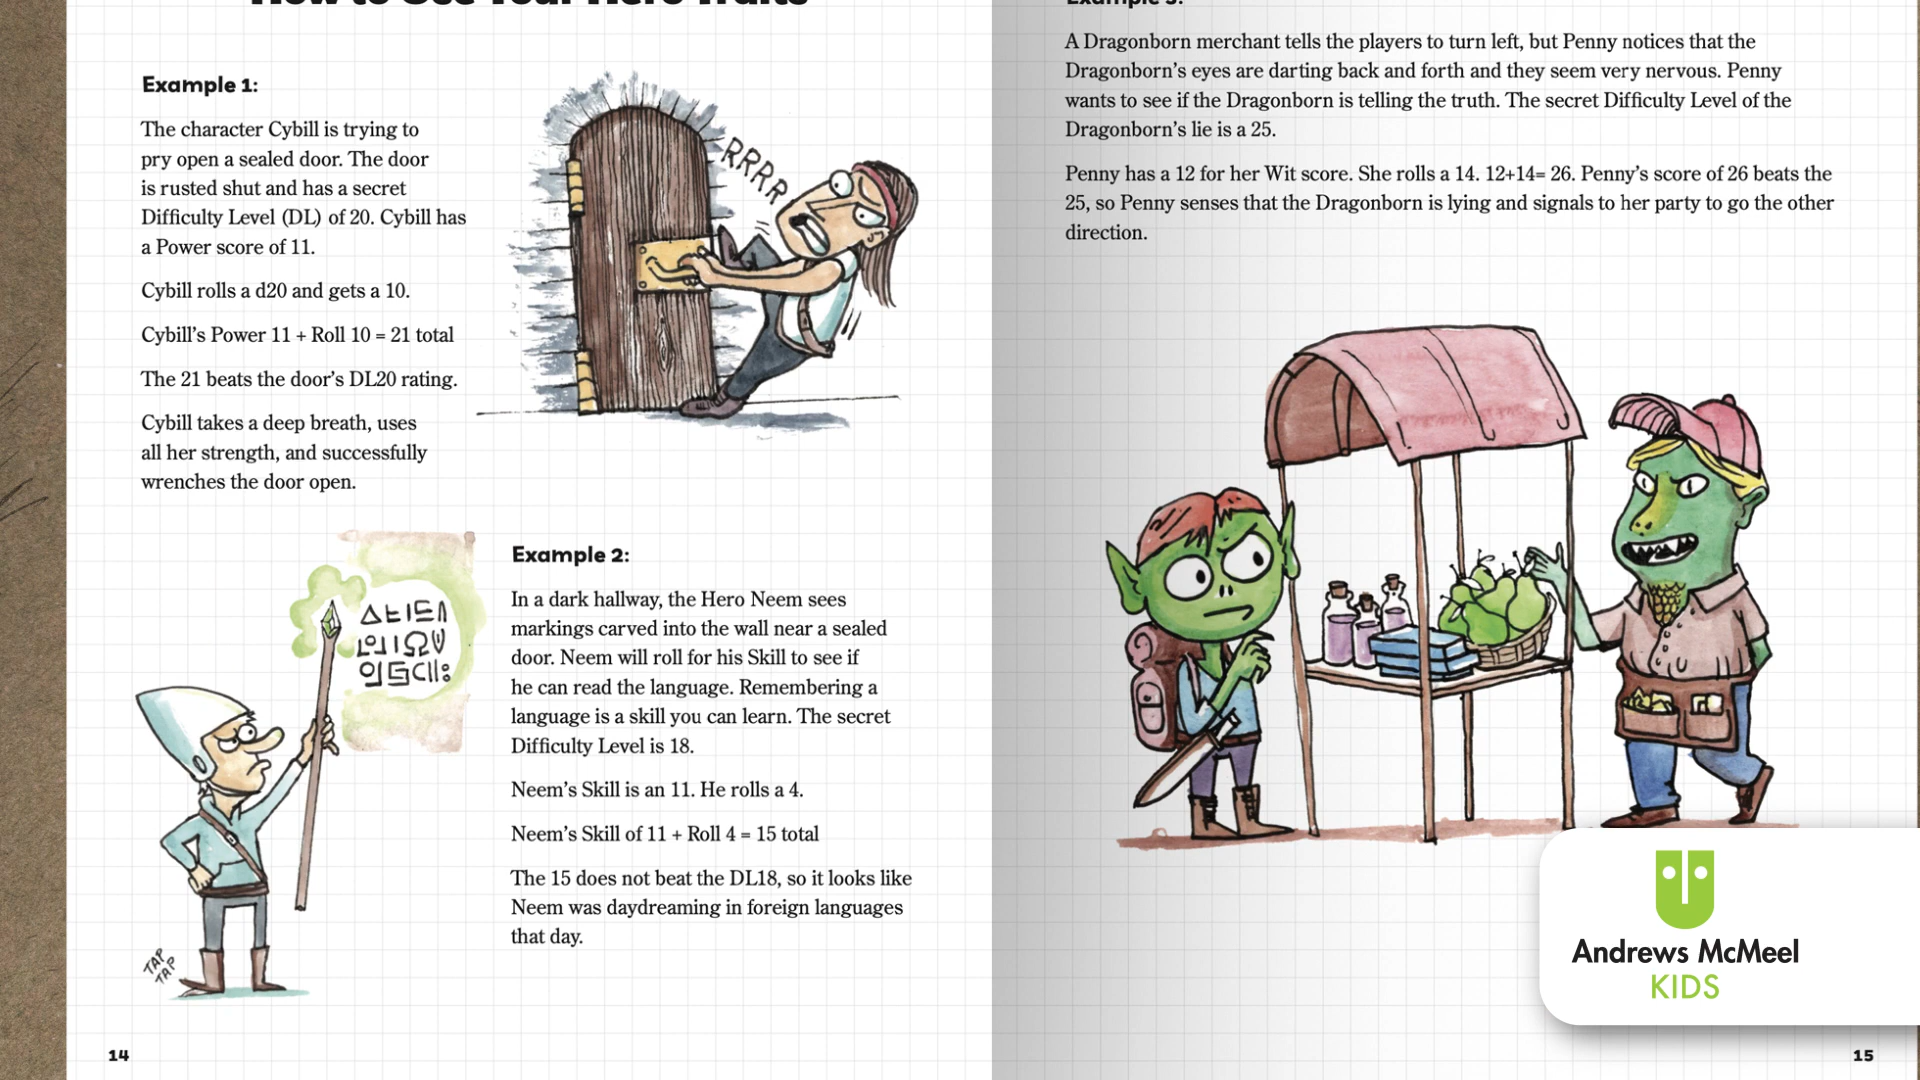 How to Use Your Hero Traits
Example 1:
The character Cybill is trying to
pry open a sealed door. The door
is rusted shut and has a secret
Difficulty Level (DL) of 20. Cybill has
a Power score of 11.
Cybill rolls a d20 and gets a 10.
Cybill’s Power 11 + Roll 10 = 21 total
The 21 beats the door’s DL20 rating.
Cybill takes a deep breath, uses
all her strength, and successfully
wrenches the door open.
RRRR
Example 2:
In a dark hallway, the Hero Neem sees
markings carved into the wall near a sealed
door. Neem will roll for his Skill to see if
he can read the language. Remembering a
language is a skill you can learn. The secret
Difficulty Level is 18.
Neem’s Skill is an 11. He rolls a 4.
Neem’s Skill of 11 + Roll 4 = 15 total
The 15 does not beat the DL18, so it looks like
Neem was daydreaming in foreign languages
that day.
TAP
TAP
14
Example 3:
A Dragonborn merchant tells the players to turn left, but Penny notices that the
Dragonborn’s eyes are darting back and forth and they seem very nervous. Penny
wants to see if the Dragonborn is telling the truth. The secret Difficulty Level of the
Dragonborn’s lie is a 25.
Penny has a 12 for her Wit score. She rolls a 14. 12+14= 26. Penny’s score of 26 beats the
25, so Penny senses that the Dragonborn is lying and signals to her party to go the other
direction.
Andrews McMeel
KIDS
15